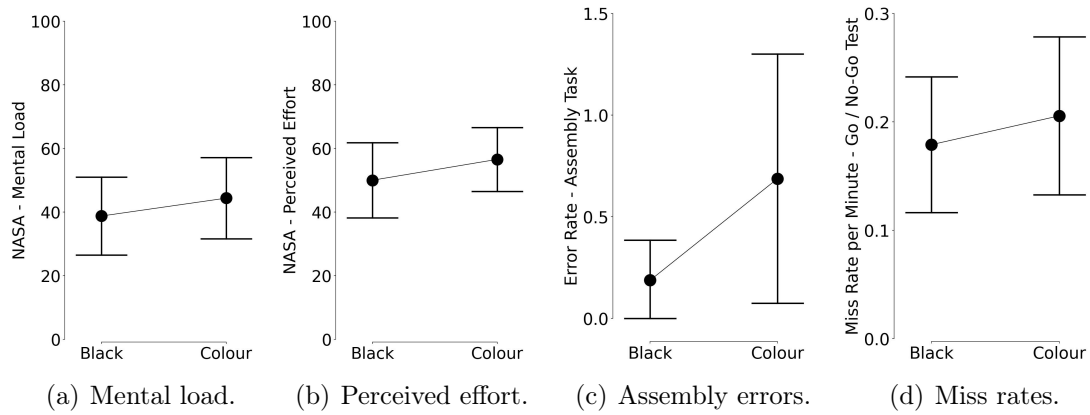 NASA - Mental Load
100
80
60
40
20
0
Black
Colour
(a) Mental load.
NASA - Perceived Effort
100
80
60
40
20
0
Black
Colour
(b) Perceived effort.
Error Rate - Assembly Task
1.5
1.0
0.5
0.0
Black
Colour
(c) Assembly errors.
Miss Rate per Minute - Go / No-Go Test
0.3
0.2
0.1
0.0
Black
Colour
(d) Miss rates.